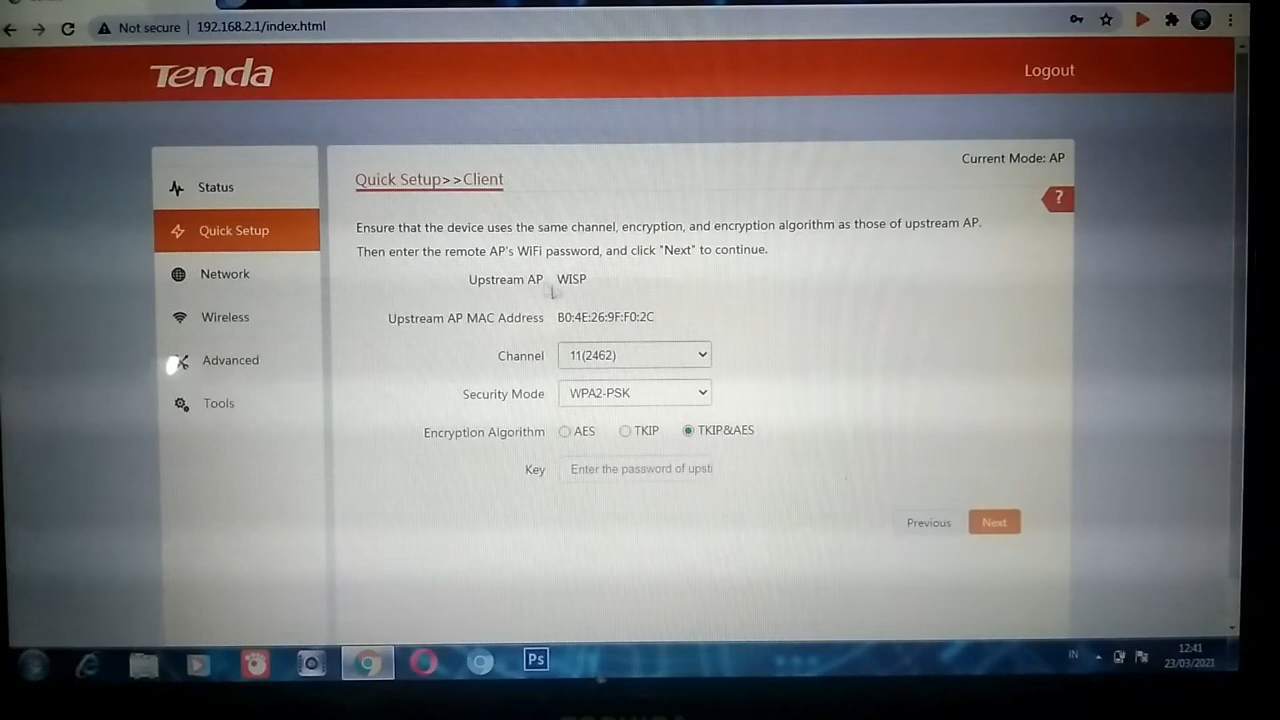 Not secure | 192.168.2.1/index.html
Tenda
Logout
Current Mode: AP
Status
Quick Setup
Network
Wireless
Advanced
Tools
Quick Setup>>Client
?
Ensure that the device uses the same channel, encryption, and encryption algorithm as those of upstream AP.
Then enter the remote AP's WiFi password, and click "Next" to continue.
Upstream AP WISP
Upstream AP MAC Address B0:4E:26:9F:F0:2C
Channel 11(2462)
Security Mode WPA2-PSK
Encryption Algorithm AES TKIP TKIP&AES
Key Enter the password of upsti
Previous Next
Ps
IN
12:41
23/03/2021